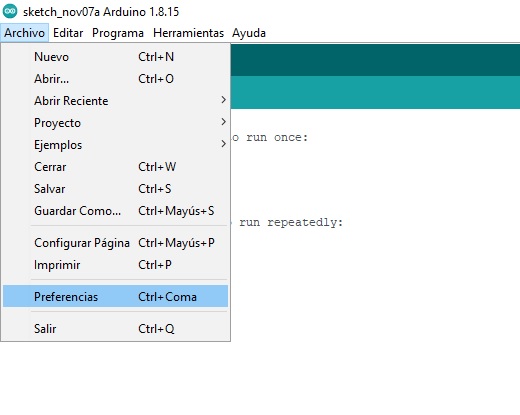 sketch_nov07a Arduino 1.8.15
Archivo Editar Programa Herramientas Ayuda
Nuevo Ctrl+N
Abrir... Ctrl+O
Abrir Reciente
Proyecto
Ejemplos
Cerrar Ctrl+W
Salvar Ctrl+S
Guardar Como... Ctrl+Mayús+S
Configurar Página Ctrl+Mayús+P
Imprimir Ctrl+P
Preferencias Ctrl+Coma
Salir Ctrl+Q
o run once:
run repeatedly: